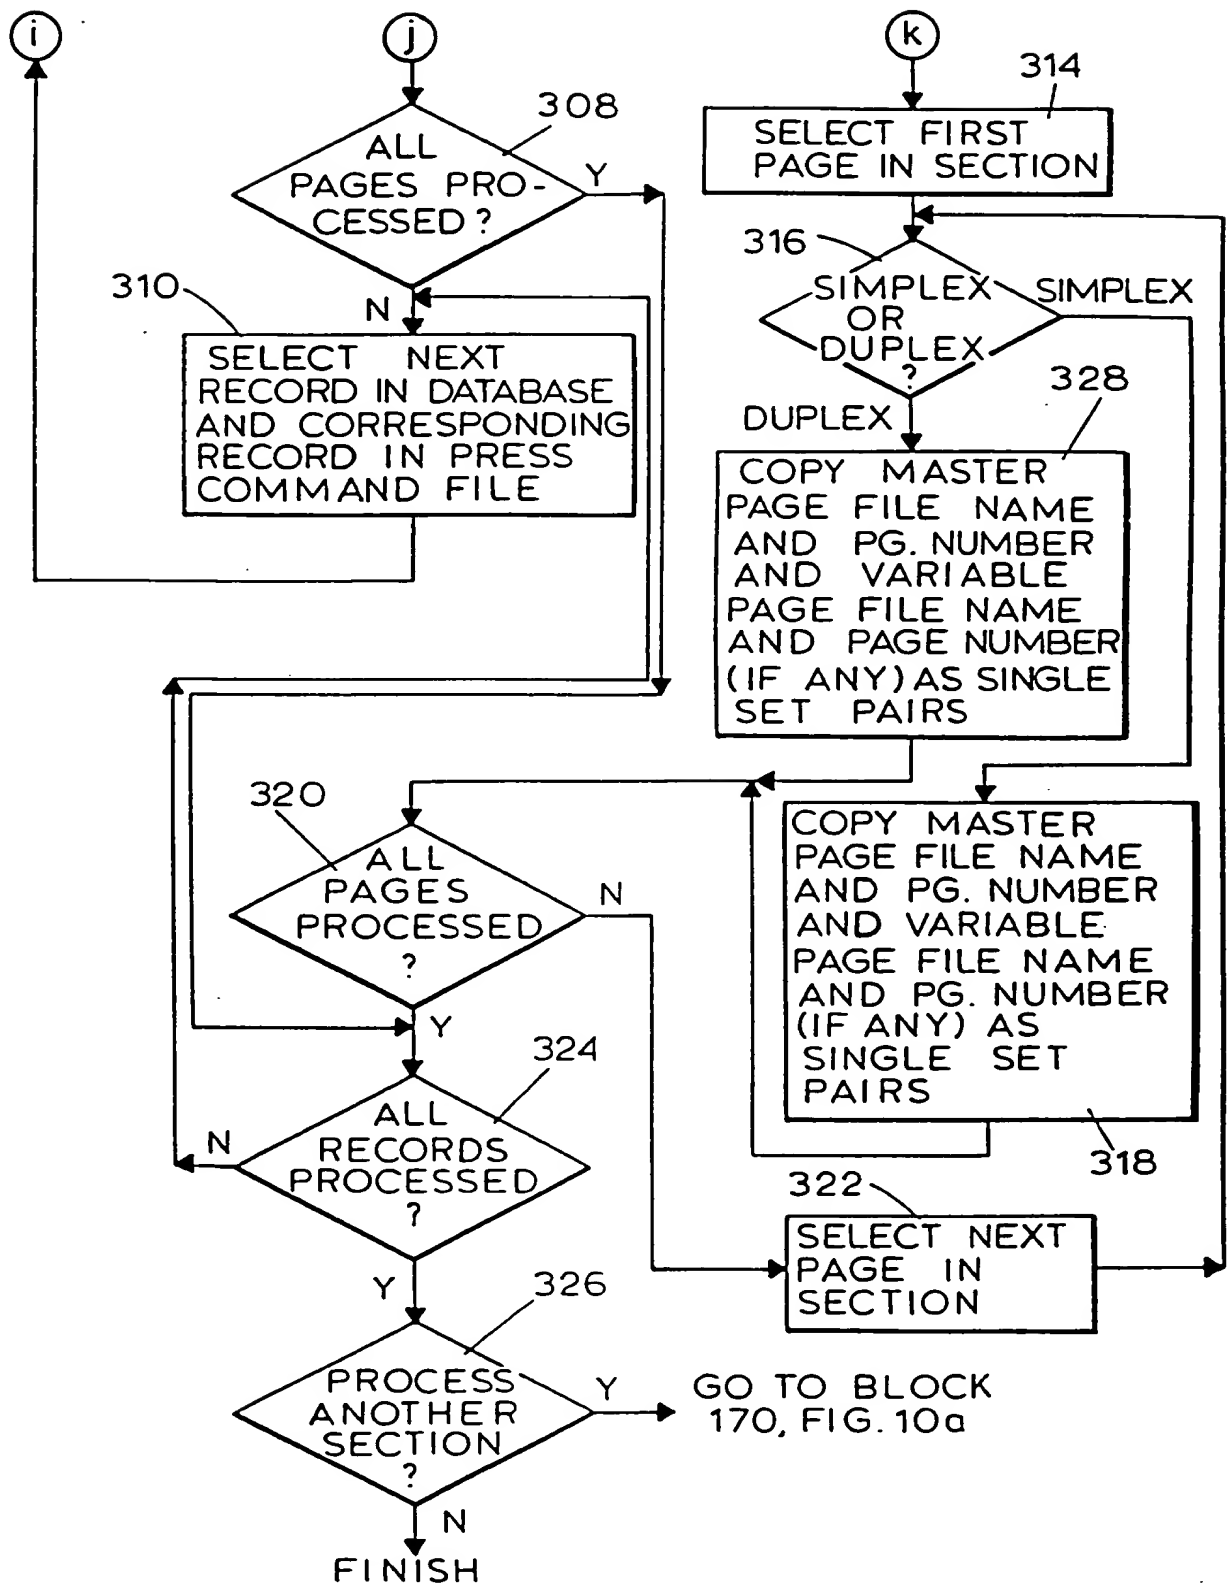 i
j
k
308
ALL
PAGES PRO-
CESSED?
Y
N
310
SELECT NEXT
RECORD IN DATABASE
AND CORRESPONDING
RECORD IN PRESS
COMMAND FILE
314
SELECT FIRST
PAGE IN SECTION
316
SIMPLEX
OR
DUPLEX
?
SIMPLEX
DUPLEX
328
COPY MASTER
PAGE FILE NAME
AND PG. NUMBER
AND VARIABLE
PAGE FILE NAME
AND PAGE NUMBER
(IF ANY) AS SINGLE
SET PAIRS
COPY MASTER
PAGE FILE NAME
AND PG. NUMBER
AND VARIABLE
PAGE FILE NAME
AND PG. NUMBER
(IF ANY) AS
SINGLE SET
PAIRS
318
320
ALL
PAGES
PROCESSED
?
N
Y
322
SELECT NEXT
PAGE IN
SECTION
324
ALL
RECORDS
PROCESSED
?
N
Y
326
PROCESS
ANOTHER
SECTION
?
Y
GO TO BLOCK
170, FIG. 10a
N
FINISH